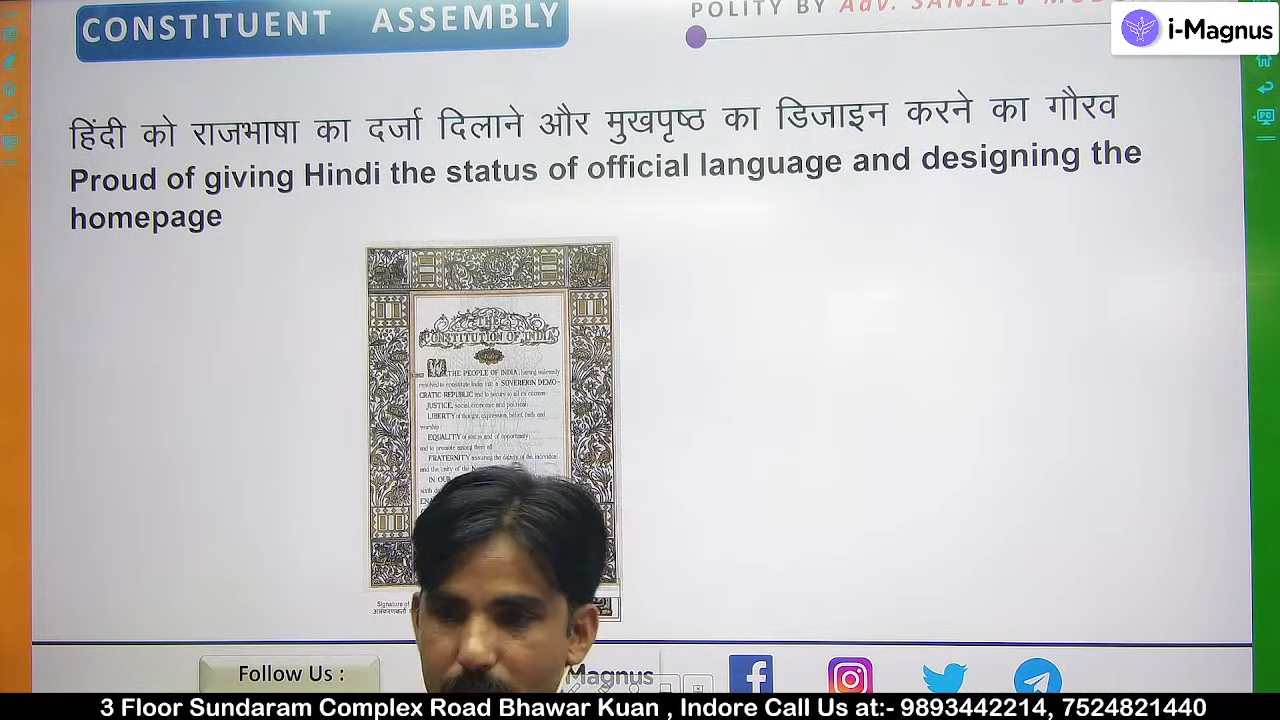 CONSTITUENT ASSEMBLY
POLITY BY Adv. SANJEEV
i-Magnus
हिंदी को राजभाषा का दर्जा दिलाने और मुखपृष्ठ का डिजाइन करने का गौरव
Proud of giving Hindi the status of official language and designing the
homepage
THE
CONSTITUTION OF INDIA
WE, THE PEOPLE OF INDIA, having solemnly
resolved to constitute India into a SOVEREIGN DEMO-
CRATIC REPUBLIC and to secure to all its citizens:
JUSTICE, social, economic and political;
LIBERTY of thought, expression, belief, faith and
worship;
EQUALITY of status and of opportunity;
and to promote among them all
FRATERNITY assuring the dignity of the individual
and the unity of the
IN OUR
Signature of
Follow Us :
Magnus
3 Floor Sundaram Complex Road Bhawar Kuan , Indore Call Us at:- 9893442214, 7524821440